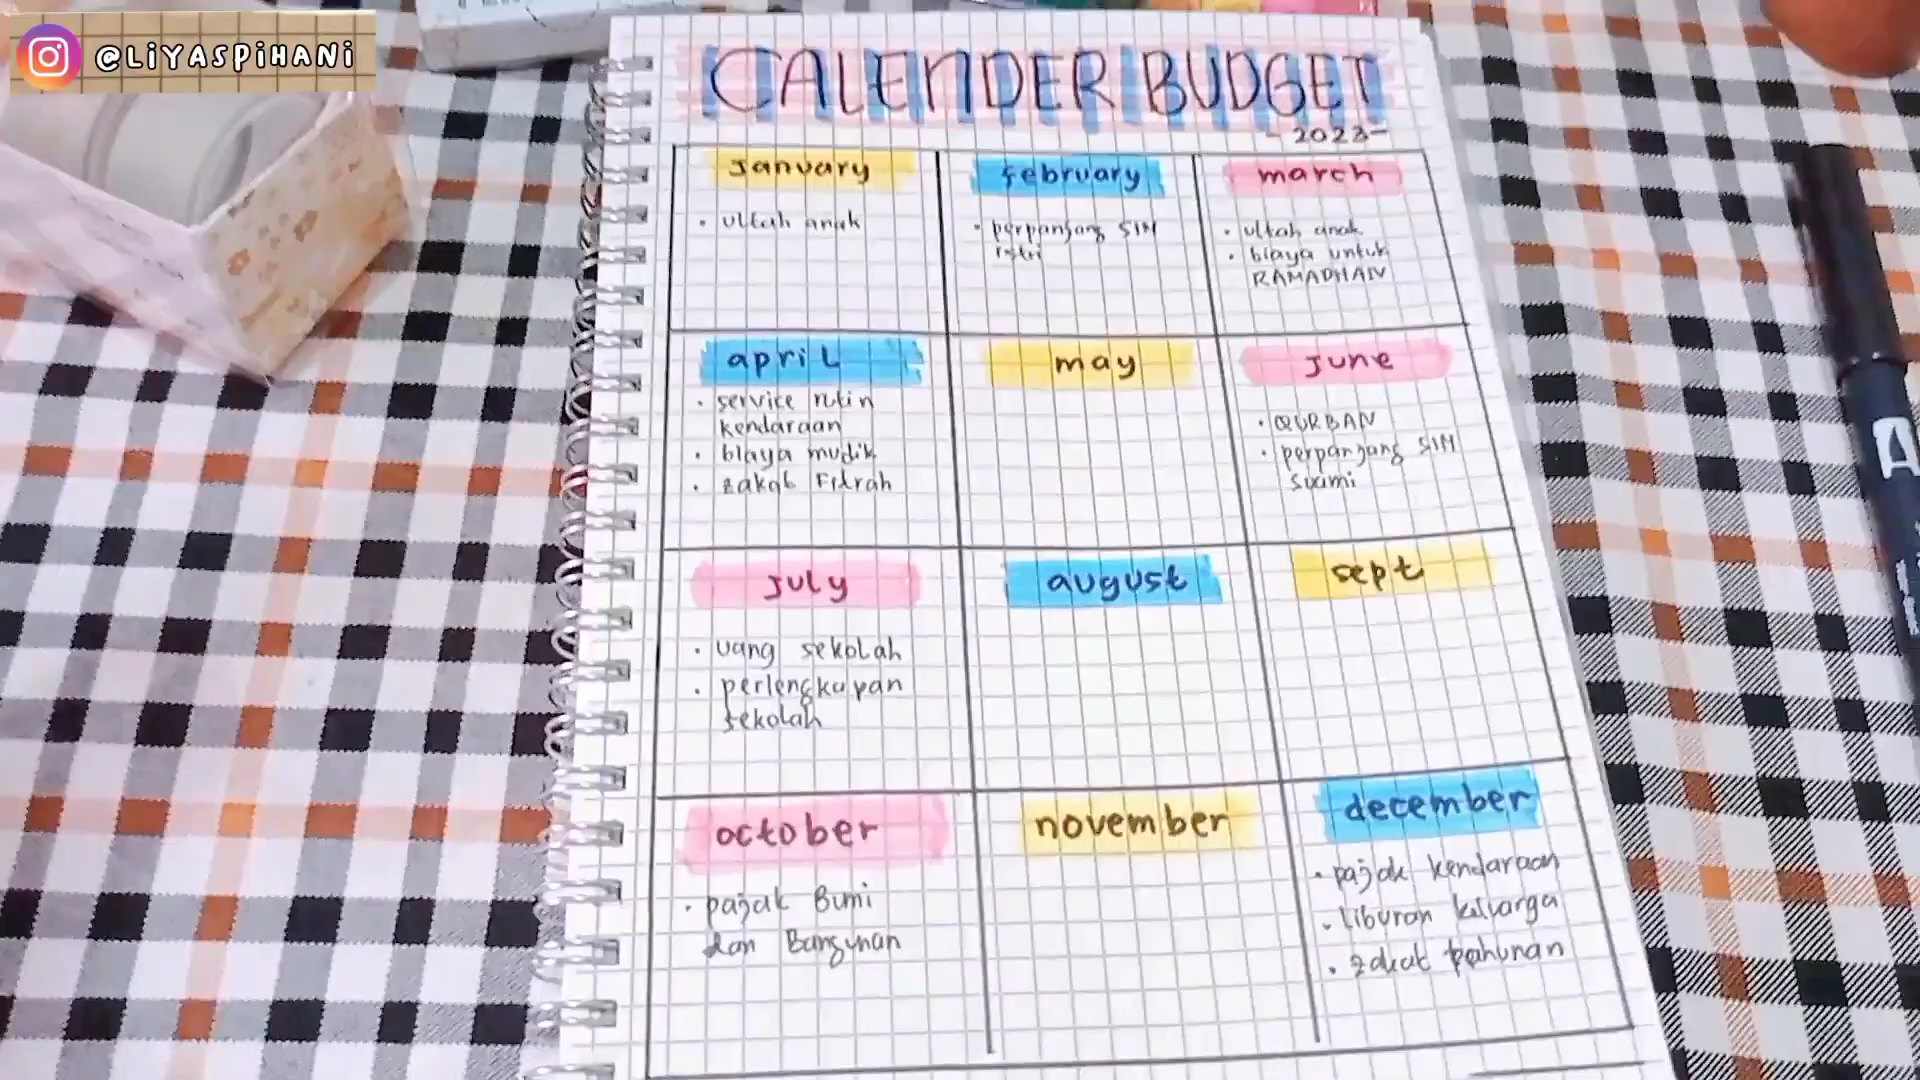 @LiYASPiHANi
CALENDER BUDGET
- 2023 -
january
• ultah anak
february
• perpanjang SIM
istri
march
• ultah anak
• biaya untuk
RAMADHAN
april
• service rutin
kendaraan
• biaya mudik
• zakat Fitrah
may
june
• QURBAN
• perpanjang SIM
suami
july
• uang sekolah
• perlengkapan
sekolah
august
sept
october
• pajak Bumi
dan Bangunan
november
december
• pajak kendaraan
• liburan keluarga
• zakat tahunan